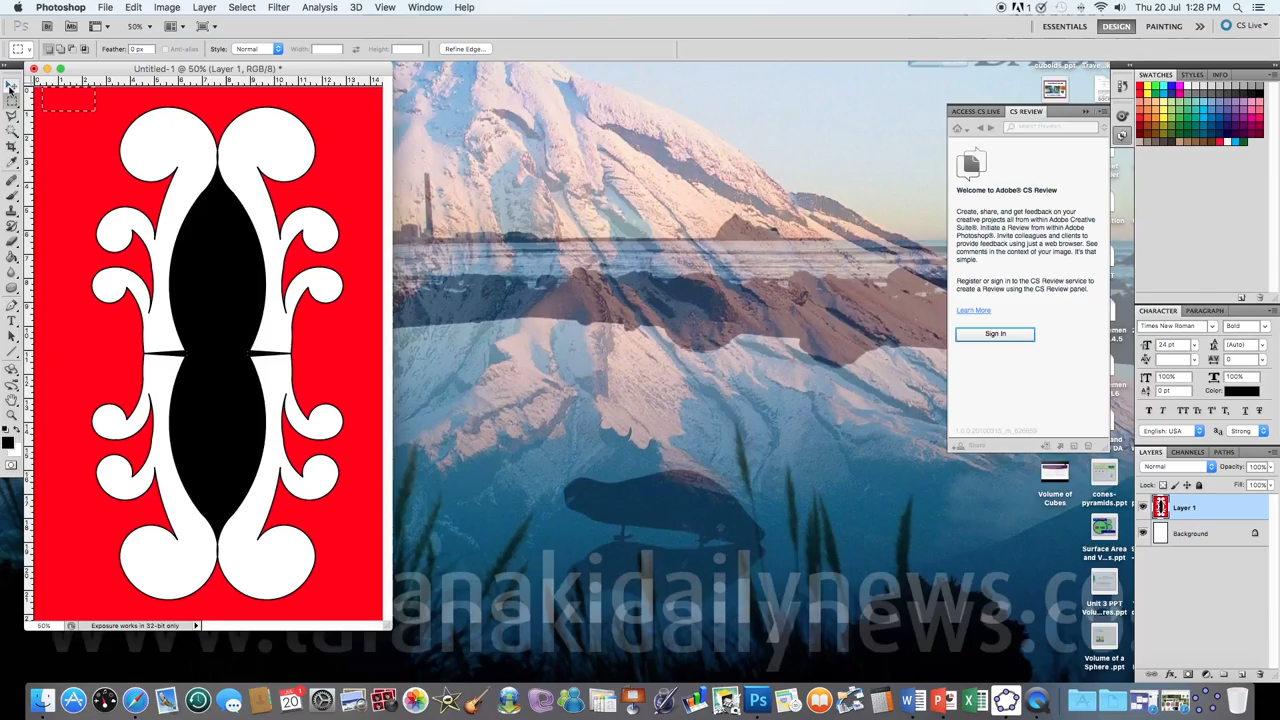 Photoshop File Edit Image Layer Select Filter Analysis 3D View Window Help
1 Thu Jul 20 1:28 PM
Ps Br Mb 50% ESSENTIALS DESIGN PAINTING CS Live
Feather: 0 px Anti-alias Style: Normal Width: Height: Refine Edge...
Untitled-1 @ 50% (Layer 1, RGB/8) *
cuboids.ppt
SWATCHES STYLES INFO
ACCESS CS LIVE CS REVIEW
Welcome to Adobe® CS Review
Create, share, and get feedback on your
creative projects all from within Adobe Creative
Suite®. Initiate a Review from within Adobe
Photoshop®. Invite colleagues and clients to
provide feedback using just a web browser. See
comments in the context of your image. It's that
simple.
Register or sign in to the CS Review service to
create a Review using the CS Review panel.
Learn More
Sign In
Share
CHARACTER PARAGRAPH
Times New Roman Bold
24 pt (Auto)
0
100% 100%
0 pt Color:
English: USA Strong
LAYERS CHANNELS PATHS
Normal Opacity: 100%
Lock: Fill: 100%
Layer 1
Background
Volume of
Cubes
cones-
pyramids.ppt
Surface Area
and V...s.ppt
Unit 3 PPT
Volu...res.ppt
Volume of a
Sphere .ppt
50% Exposure works in 32-bit only